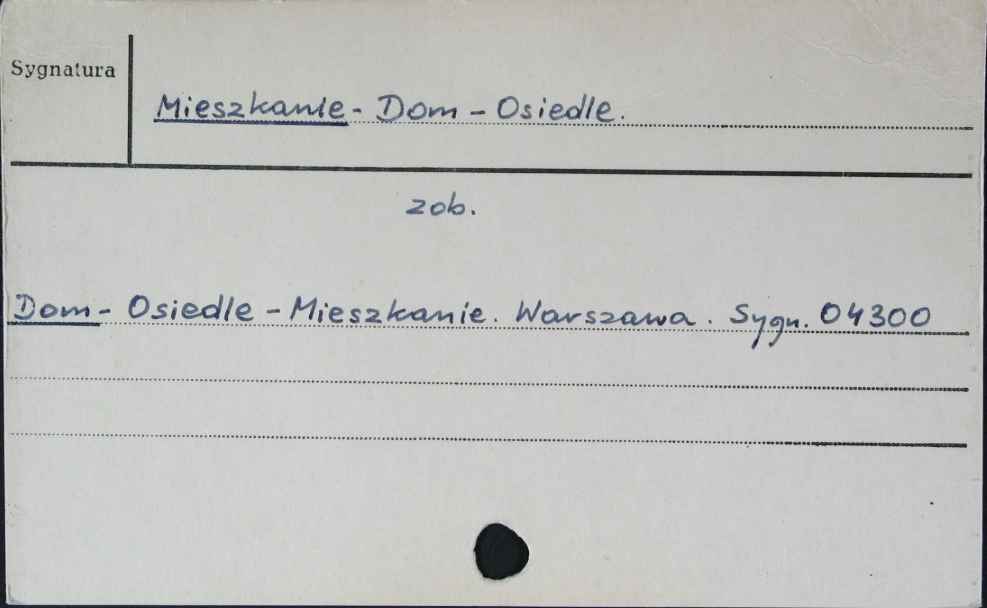 Sygnatura
Mieszkanie - Dom - Osiedle.
zob.
Dom - Osiedle - Mieszkanie. Warszawa. Sygn. 04300